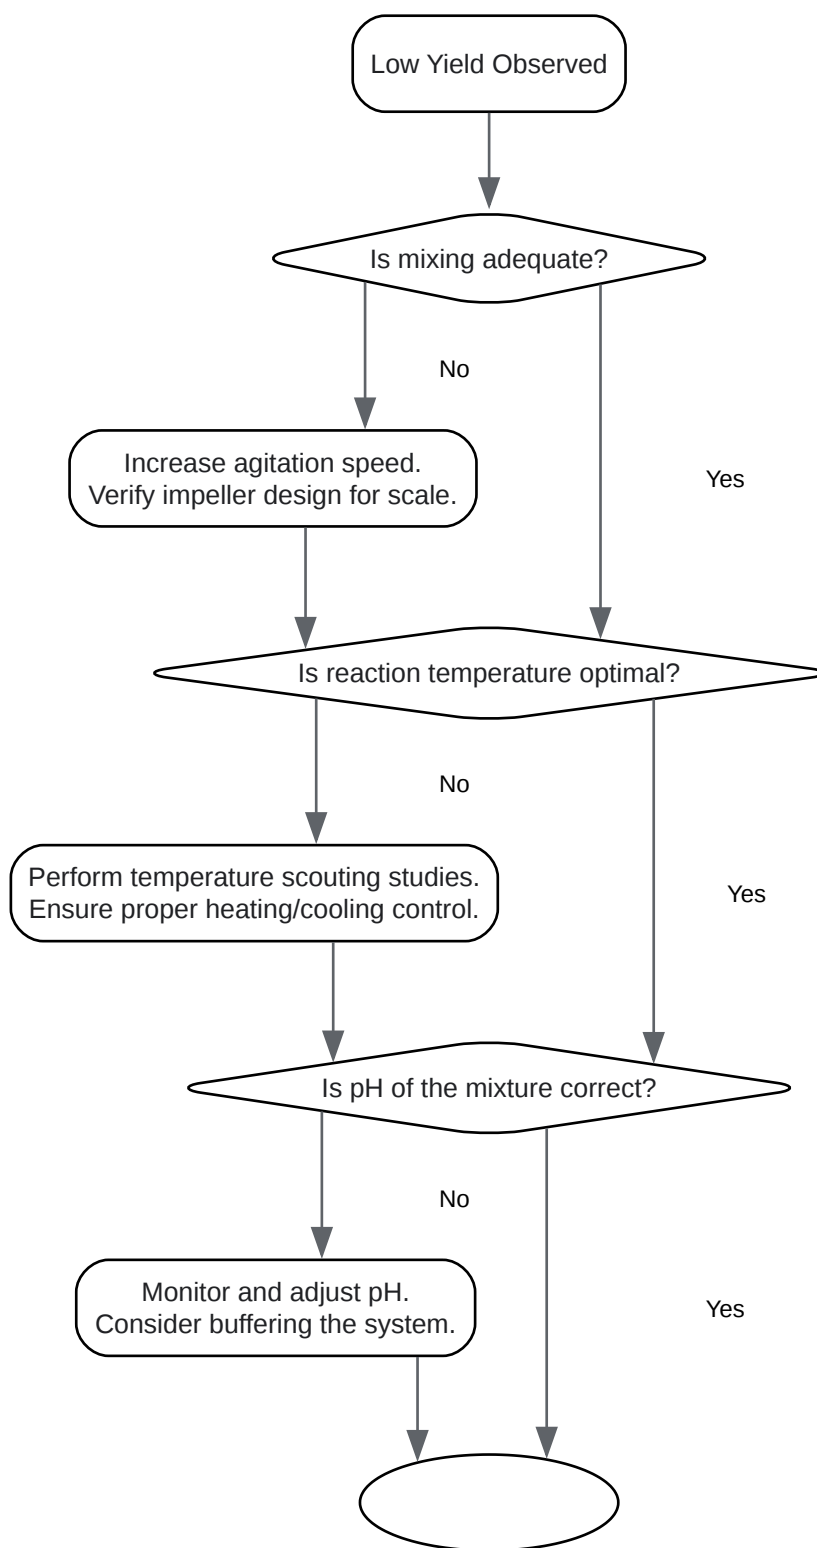 Low Yield Observed
Is mixing adequate?
No
Increase agitation speed.
Verify impeller design for scale.
Yes
Is reaction temperature optimal?
No
Perform temperature scouting studies.
Ensure proper heating/cooling control.
Yes
Is pH of the mixture correct?
No
Monitor and adjust pH.
Consider buffering the system.
Yes